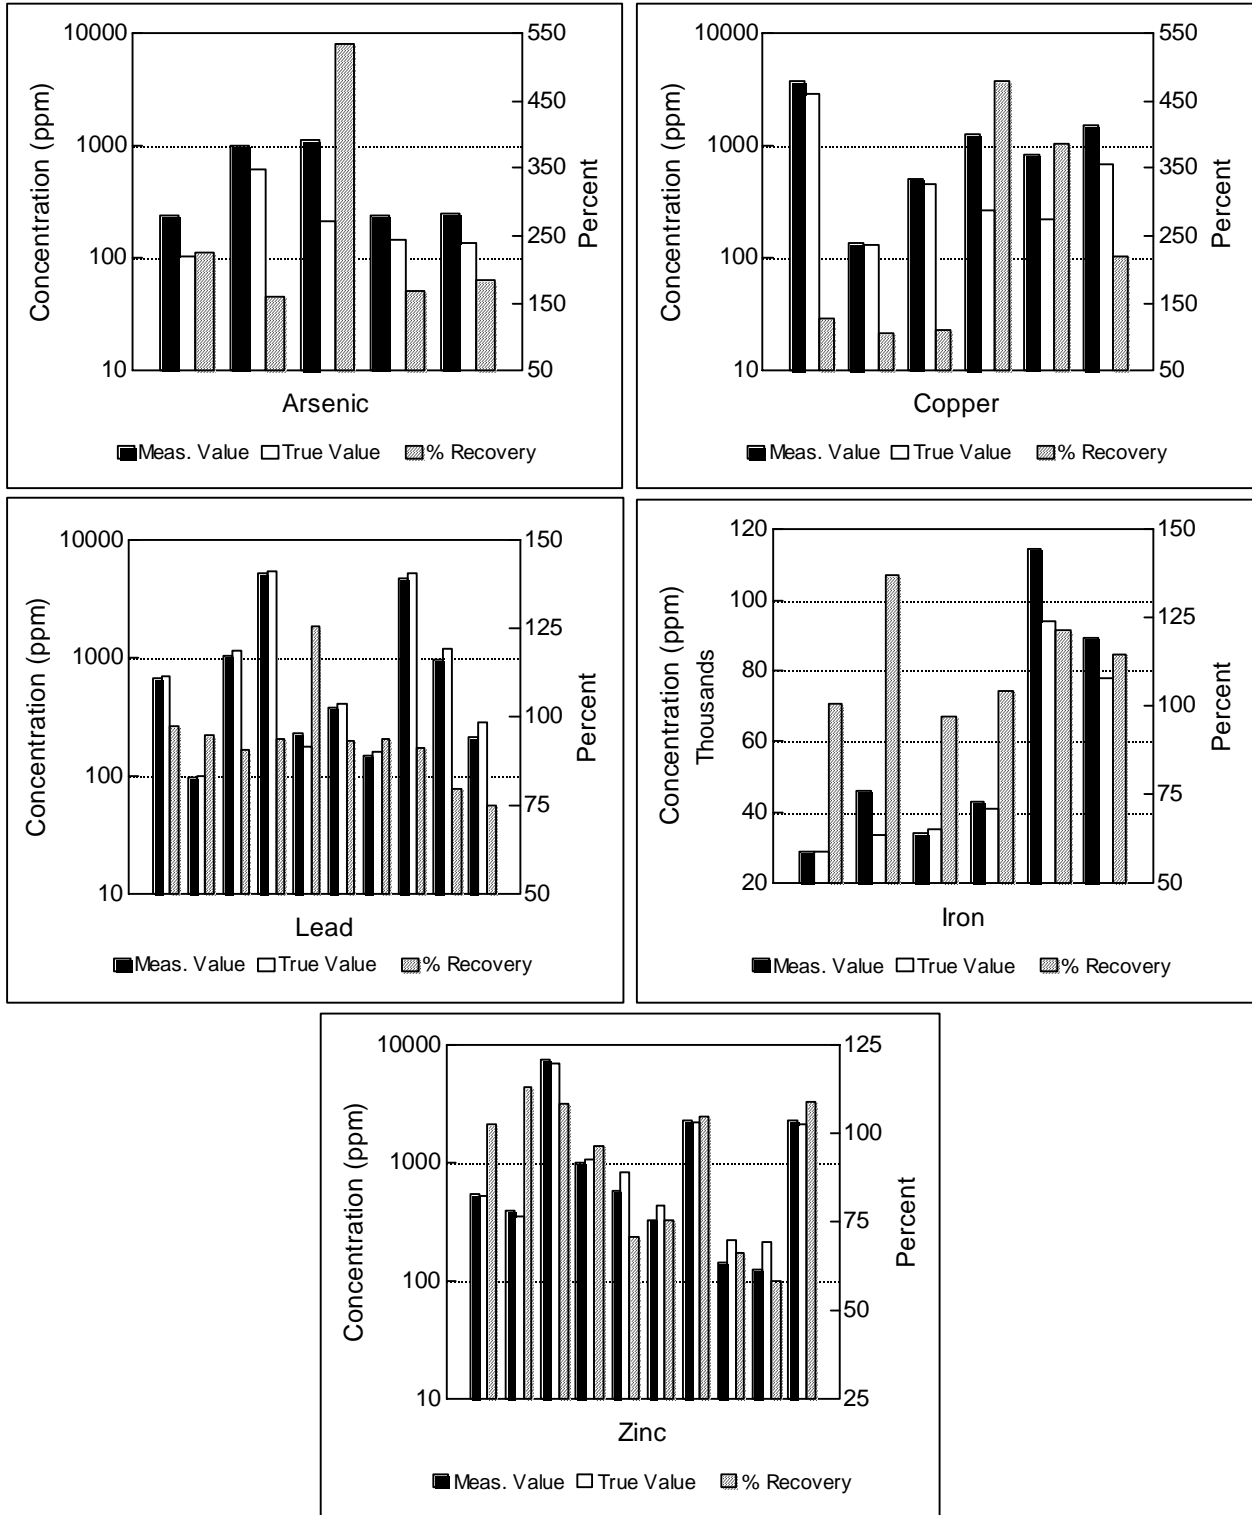 10000
1000
100
10
Concentration (ppm)
550
450
350
250
150
50
Percent
Arsenic
Meas. Value True Value % Recovery
10000
1000
100
10
Concentration (ppm)
550
450
350
250
150
50
Percent
Copper
Meas. Value True Value % Recovery
10000
1000
100
10
Concentration (ppm)
150
125
100
75
50
Percent
Lead
Meas. Value True Value % Recovery
120
100
80
60
40
20
Concentration (ppm)
Thousands
150
125
100
75
50
Percent
Iron
Meas. Value True Value % Recovery
10000
1000
100
10
Concentration (ppm)
125
100
75
50
25
Percent
Zinc
Meas. Value True Value % Recovery